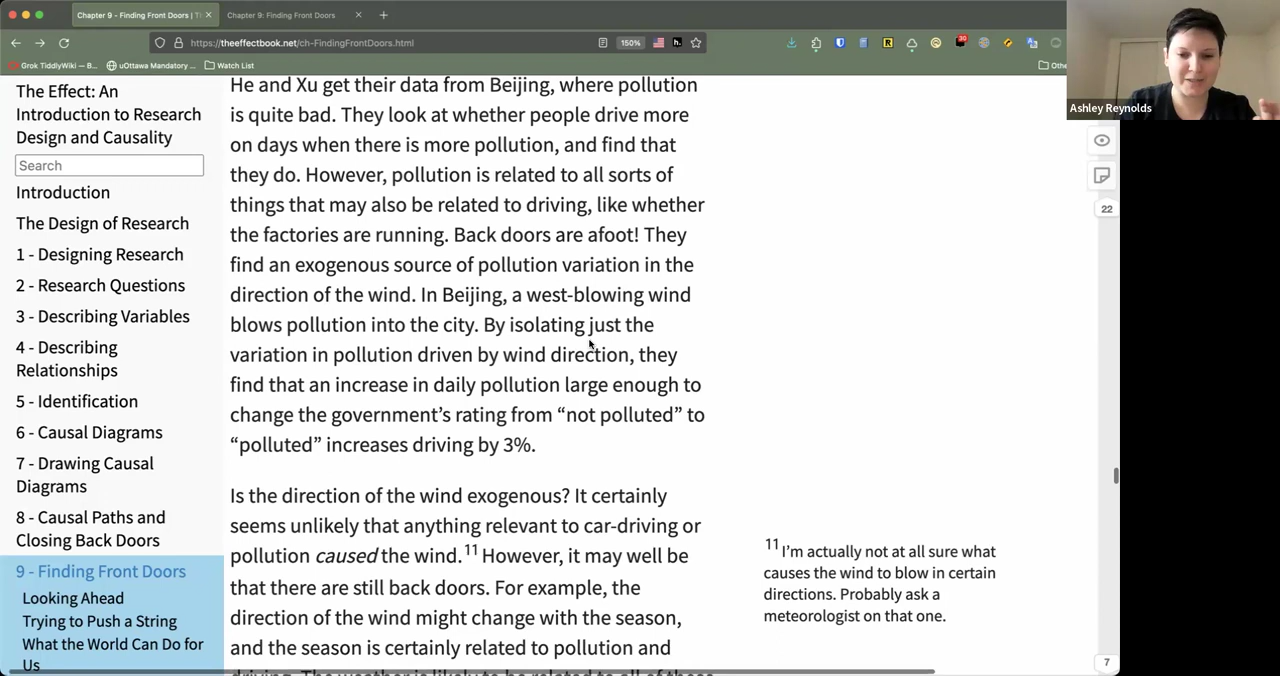 Chapter 9 - Finding Front Doors | T
Chapter 9: Finding Front Doors
https://theeffectbook.net/ch-FindingFrontDoors.html
150%
30
Grok TiddlyWiki — B...
uOttawa Mandatory ...
Watch List
Othe
Ashley Reynolds
The Effect: An
Introduction to Research
Design and Causality
Search
Introduction
The Design of Research
1 - Designing Research
2 - Research Questions
3 - Describing Variables
4 - Describing
Relationships
5 - Identification
6 - Causal Diagrams
7 - Drawing Causal
Diagrams
8 - Causal Paths and
Closing Back Doors
9 - Finding Front Doors
Looking Ahead
Trying to Push a String
What the World Can Do for
Us
He and Xu get their data from Beijing, where pollution
is quite bad. They look at whether people drive more
on days when there is more pollution, and find that
they do. However, pollution is related to all sorts of
things that may also be related to driving, like whether
the factories are running. Back doors are afoot! They
find an exogenous source of pollution variation in the
direction of the wind. In Beijing, a west-blowing wind
blows pollution into the city. By isolating just the
variation in pollution driven by wind direction, they
find that an increase in daily pollution large enough to
change the government’s rating from “not polluted” to
“polluted” increases driving by 3%.
Is the direction of the wind exogenous? It certainly
seems unlikely that anything relevant to car-driving or
pollution caused the wind.11 However, it may well be
that there are still back doors. For example, the
direction of the wind might change with the season,
and the season is certainly related to pollution and
driving. The weather is likely to be related to all of these
11 I’m actually not at all sure what
causes the wind to blow in certain
directions. Probably ask a
meteorologist on that one.
22
7